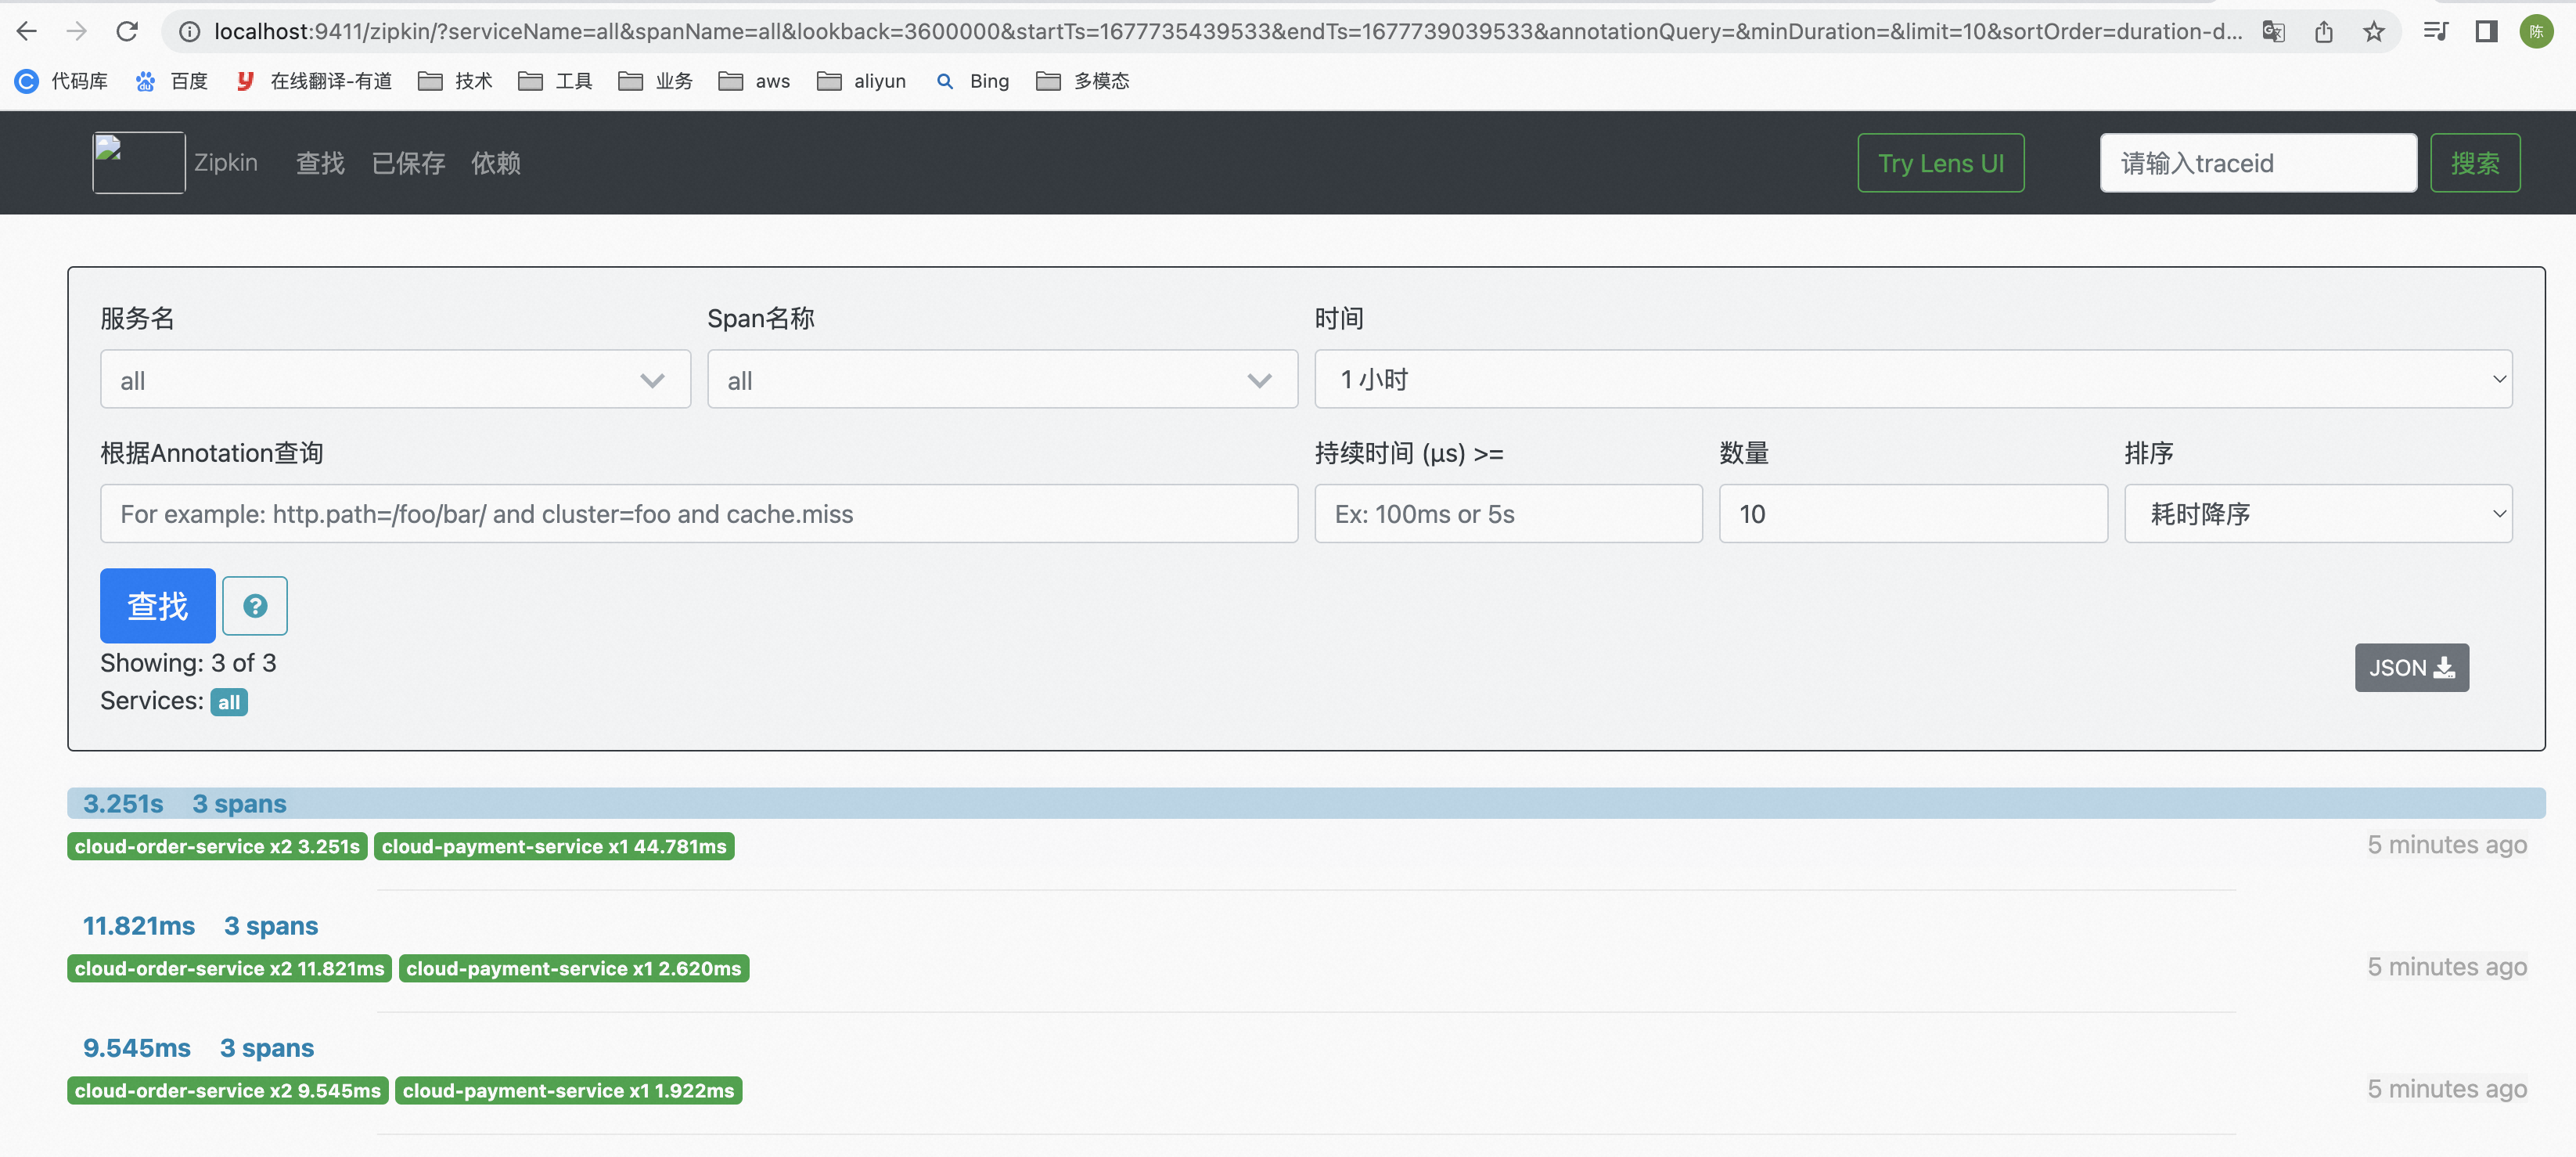 localhost:9411/zipkin/?serviceName=all&spanName=all&lookback=3600000&startTs=1677735439533&endTs=1677739039533&annotationQuery=&minDuration=&limit=10&sortOrder=duration-d... 陈
代码库 百度 在线翻译-有道 技术 工具 业务 aws aliyun Bing 多模态
Zipkin 查找 已保存 依赖 Try Lens UI 请输入traceid 搜索
服务名 Span名称 时间
all all 1 小时
根据Annotation查询 持续时间 (μs) >= 数量 排序
For example: http.path=/foo/bar/ and cluster=foo and cache.miss Ex: 100ms or 5s 10 耗时降序
查找 ?
Showing: 3 of 3
JSON
Services: all
3.251s 3 spans
cloud-order-service x2 3.251s cloud-payment-service x1 44.781ms 5 minutes ago
11.821ms 3 spans
cloud-order-service x2 11.821ms cloud-payment-service x1 2.620ms 5 minutes ago
9.545ms 3 spans
cloud-order-service x2 9.545ms cloud-payment-service x1 1.922ms 5 minutes ago